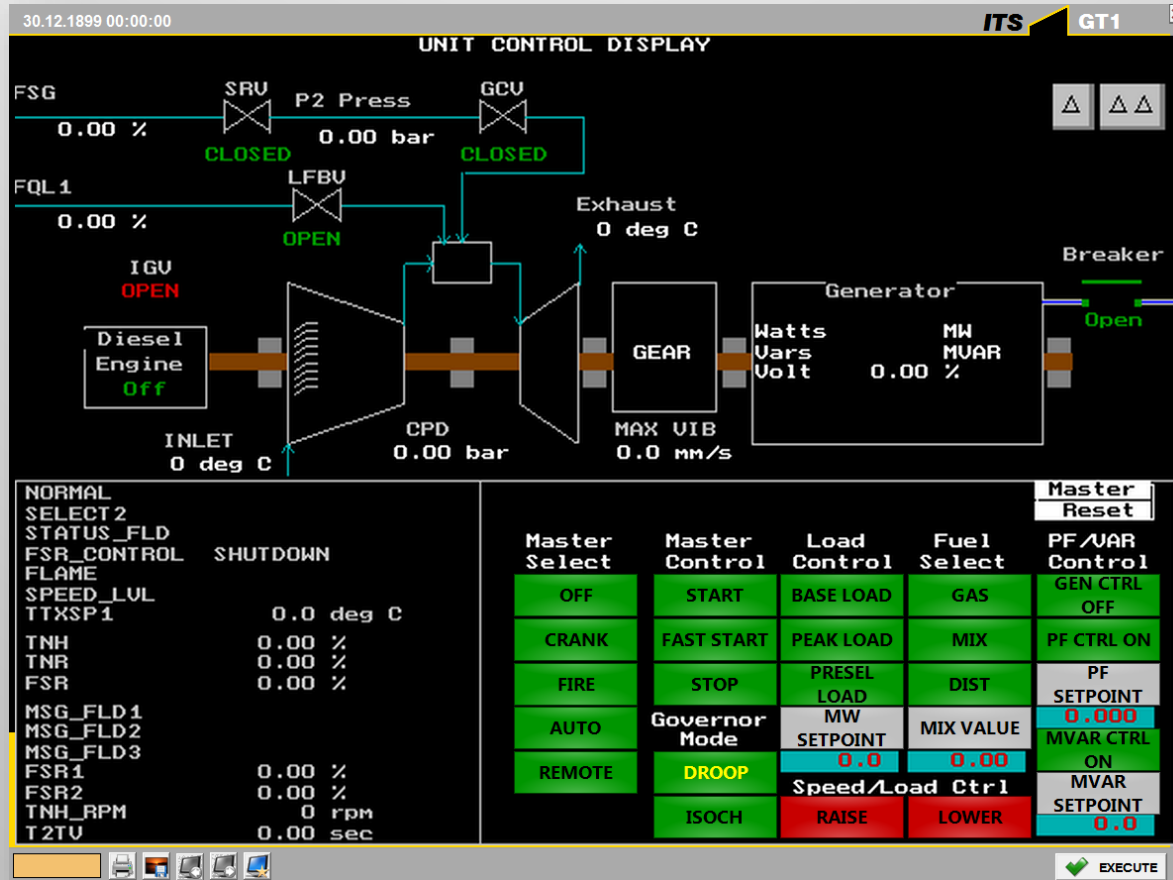 30.12.1899 00:00:00
ITS GT1
UNIT CONTROL DISPLAY
FSG
SRV
P2 Press
GCV
0.00 %
0.00 bar
CLOSED
CLOSED
FQL1
LFBV
0.00 %
OPEN
Exhaust
0 deg C
IGV
OPEN
Breaker
Open
Diesel
Engine
Off
GEAR
Generator
Watts MW
Vars MVAR
Volt 0.00 %
INLET
0 deg C
CPD
0.00 bar
MAX VIB
0.0 mm/s
NORMAL
SELECT2
STATUS_FLD
FSR_CONTROL SHUTDOWN
FLAME
SPEED_LVL
TTXSP1 0.0 deg C
TNH 0.00 %
TNR 0.00 %
FSR 0.00 %
MSG_FLD1
MSG_FLD2
MSG_FLD3
FSR1 0.00 %
FSR2 0.00 %
TNH_RPM 0 rpm
T2TV 0.00 sec
Master
Reset
Master
Select
OFF
CRANK
FIRE
AUTO
REMOTE
Master
Control
START
FAST START
STOP
Governor
Mode
DROOP
ISOCH
Load
Control
BASE LOAD
PEAK LOAD
PRESEL
LOAD
MW
SETPOINT
0.0
Fuel
Select
GAS
MIX
DIST
MIX VALUE
0.00
Speed/Load Ctrl
RAISE
LOWER
PF/VAR
Control
GEN CTRL
OFF
PF CTRL ON
PF
SETPOINT
0.000
MVAR CTRL
ON
MVAR
SETPOINT
0.0
EXECUTE